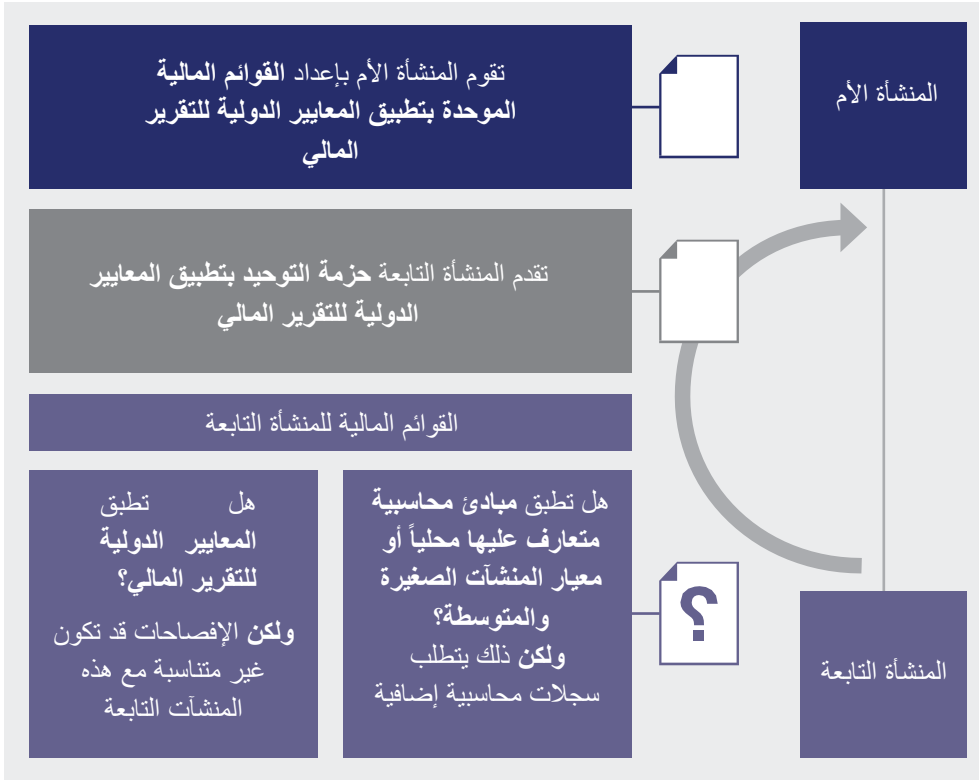 المنشأة الأم
تقوم المنشأة الأم بإعداد القوائم المالية
الموحدة بتطبيق المعايير الدولية للتقرير
المالي
تقدم المنشأة التابعة حزمة التوحيد بتطبيق المعايير
الدولية للتقرير المالي
القوائم المالية للمنشأة التابعة
هل تطبق مبادئ محاسبية
متعارف عليها محلياً أو
معيار المنشآت الصغيرة
والمتوسطة؟
ولكن ذلك يتطلب
سجلات محاسبية إضافية
هل تطبق
المعايير الدولية
للتقرير المالي؟
ولكن الإفصاحات قد تكون
غير متناسبة مع هذه
المنشآت التابعة
؟
المنشأة التابعة